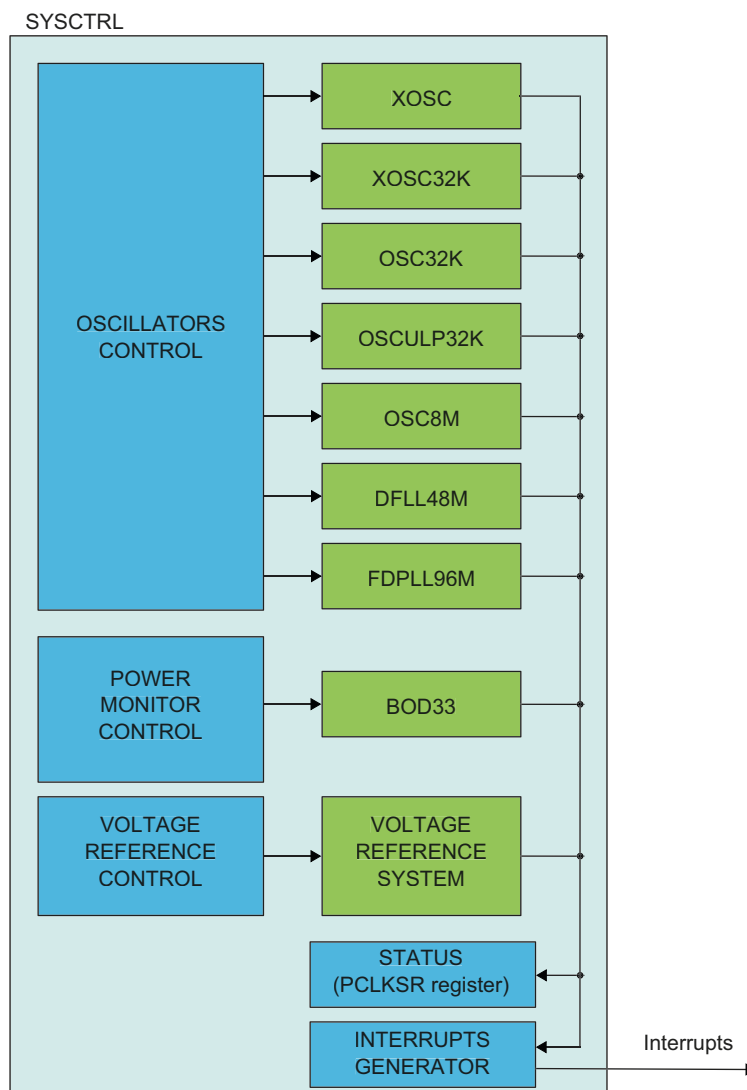 SYSCTRL
OSCILLATORS
CONTROL
XOSC
XOSC32K
OSC32K
OSCULP32K
OSC8M
DFLL48M
FDPLL96M
POWER
MONITOR
CONTROL
BOD33
VOLTAGE
REFERENCE
CONTROL
VOLTAGE
REFERENCE
SYSTEM
STATUS
(PCLKSR register)
INTERRUPTS
GENERATOR
Interrupts